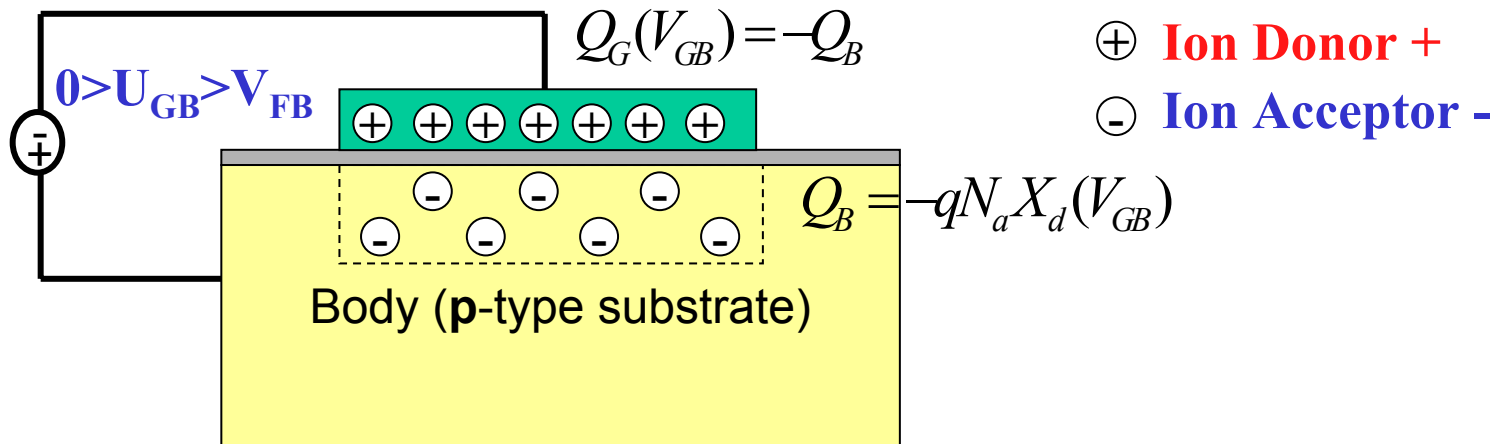 Q_G(V_GB) = -Q_B
⊕ Ion Donor +
0>U_GB>V_FB
⊖ Ion Acceptor -
-
+
+ + + + + + +
- - -
Q_B = -qN_aX_d(V_GB)
- - - -
Body (p-type substrate)